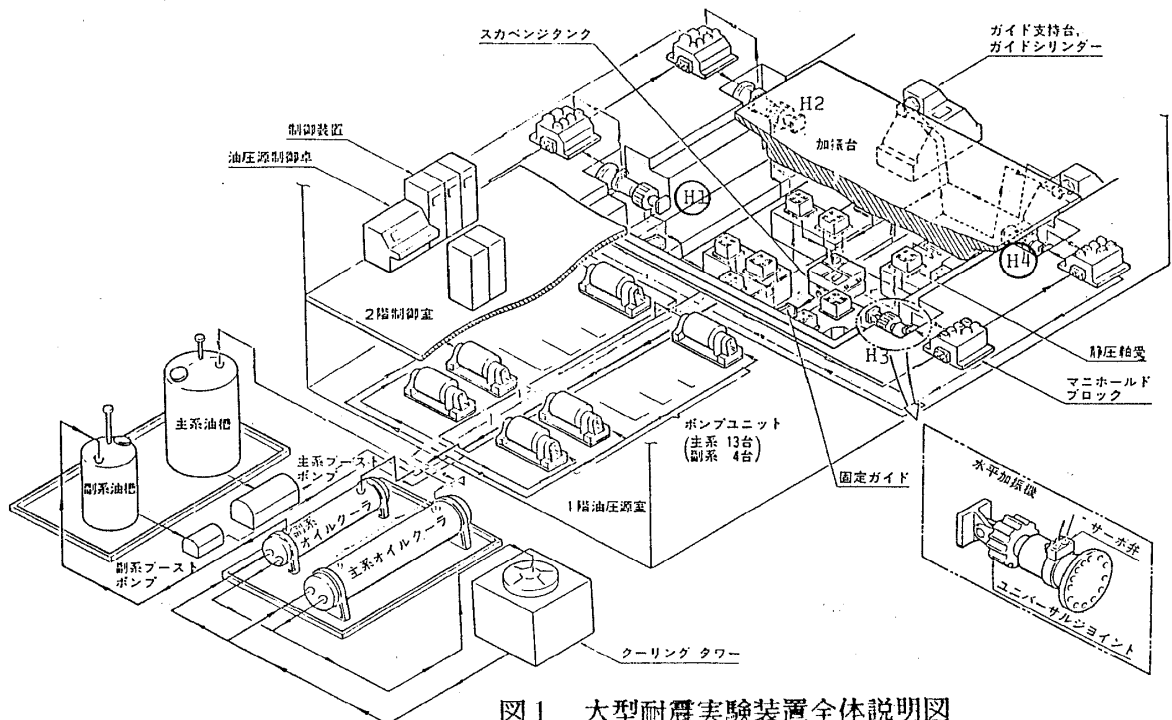 スカベンジタンク
ガイド支持台,
ガイドシリンダー
H2
加振台
制御装置
油圧源制御卓
H1
H4
2階制御室
H3
静圧軸受
マニホールド
ブロック
主系油槽
副系油槽
主系ブースト
ポンプ
ポンプユニット
(主系 13台
副系 4台)
固定ガイド
1階油圧源室
副系
オイルクーラ
主系オイルクーラ
副系ブースト
ポンプ
水平加振機
サーボ弁
ユニバーサルジョイント
クーリング タワー
図1 大型耐震実験装置全体説明図